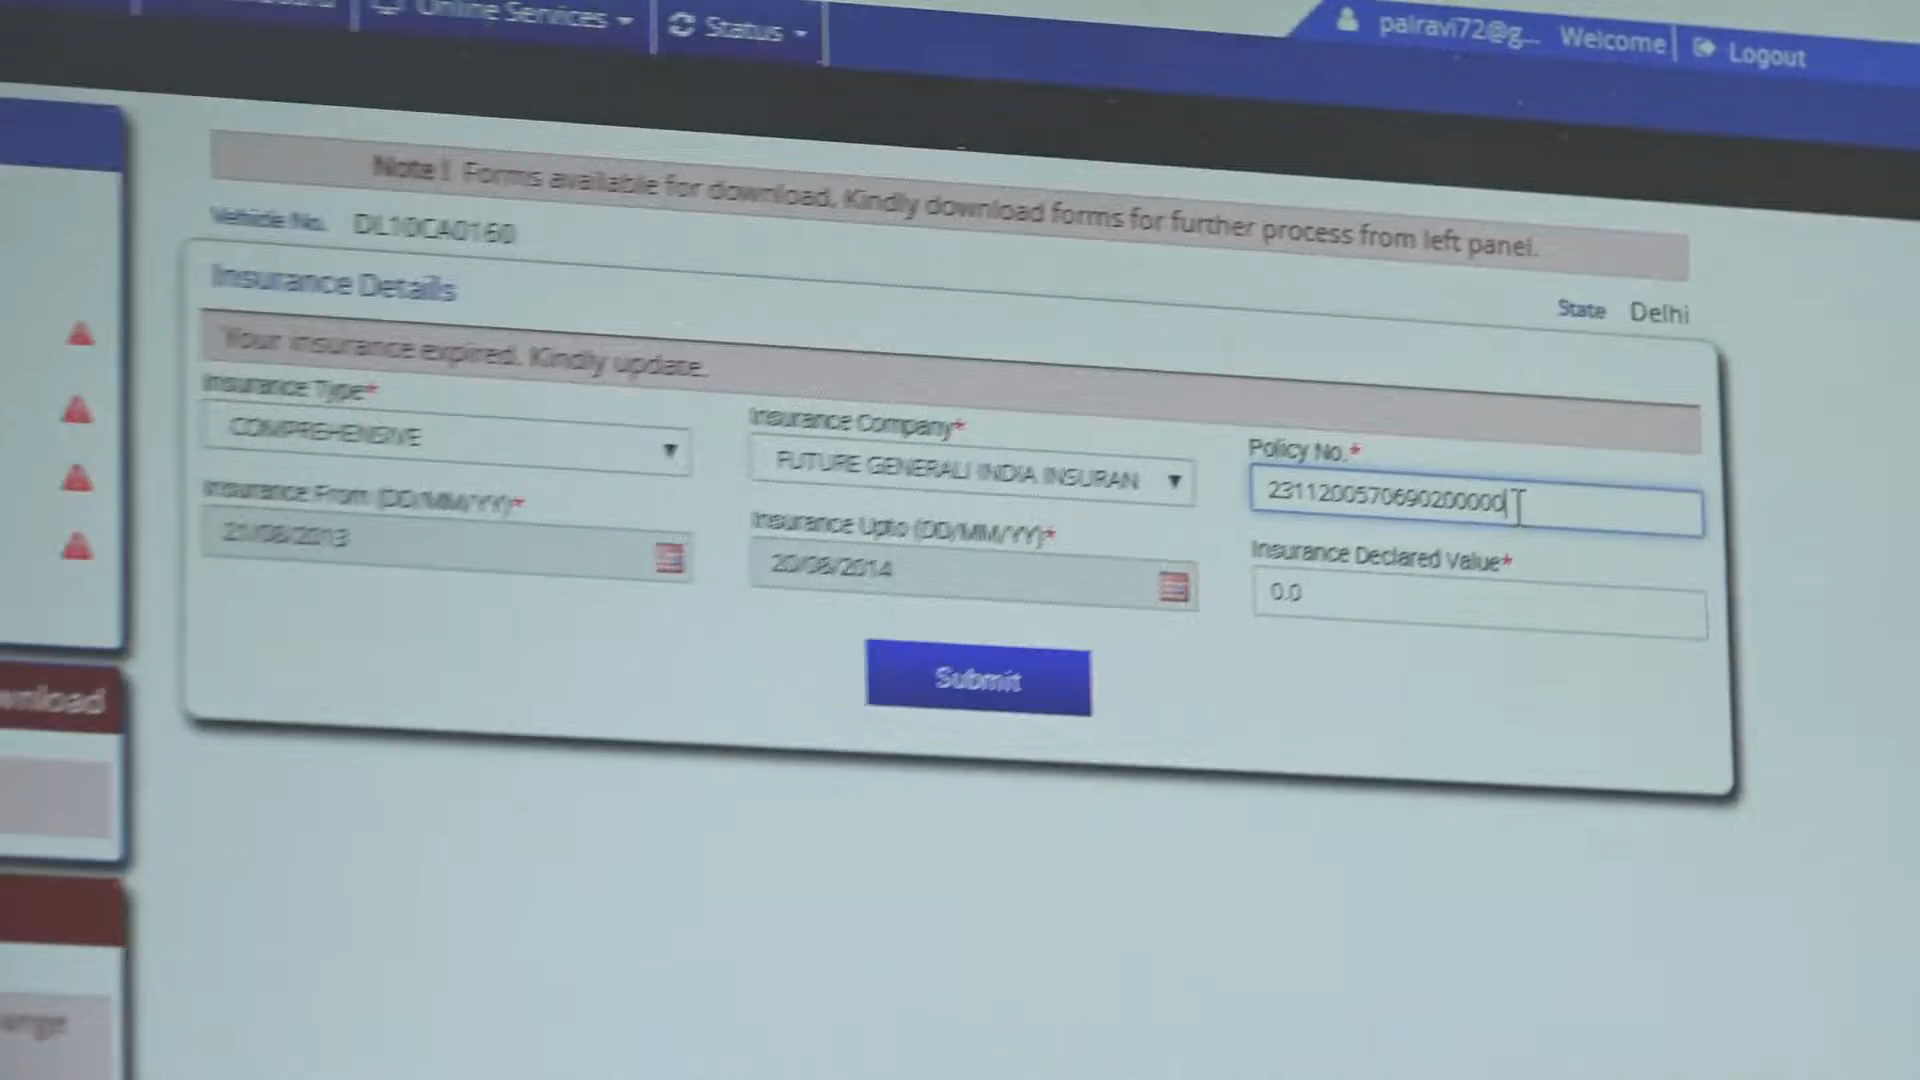 Online Services
Status
palravi72@g...
Welcome
Logout
Note ! Forms available for download. Kindly download forms for further process from left panel.
Vehicle No. DL10CA0160
State Delhi
Insurance Details
Your insurance expired. Kindly update.
Insurance Type*
COMPREHENSIVE
Insurance Company*
FUTURE GENERALI INDIA INSURAN
Policy No.*
2311200570690200000
Insurance From (DD/MM/YY)*
21/08/2013
Insurance Upto (DD/MM/YY)*
20/08/2014
Insurance Declared Value*
0.0
Submit